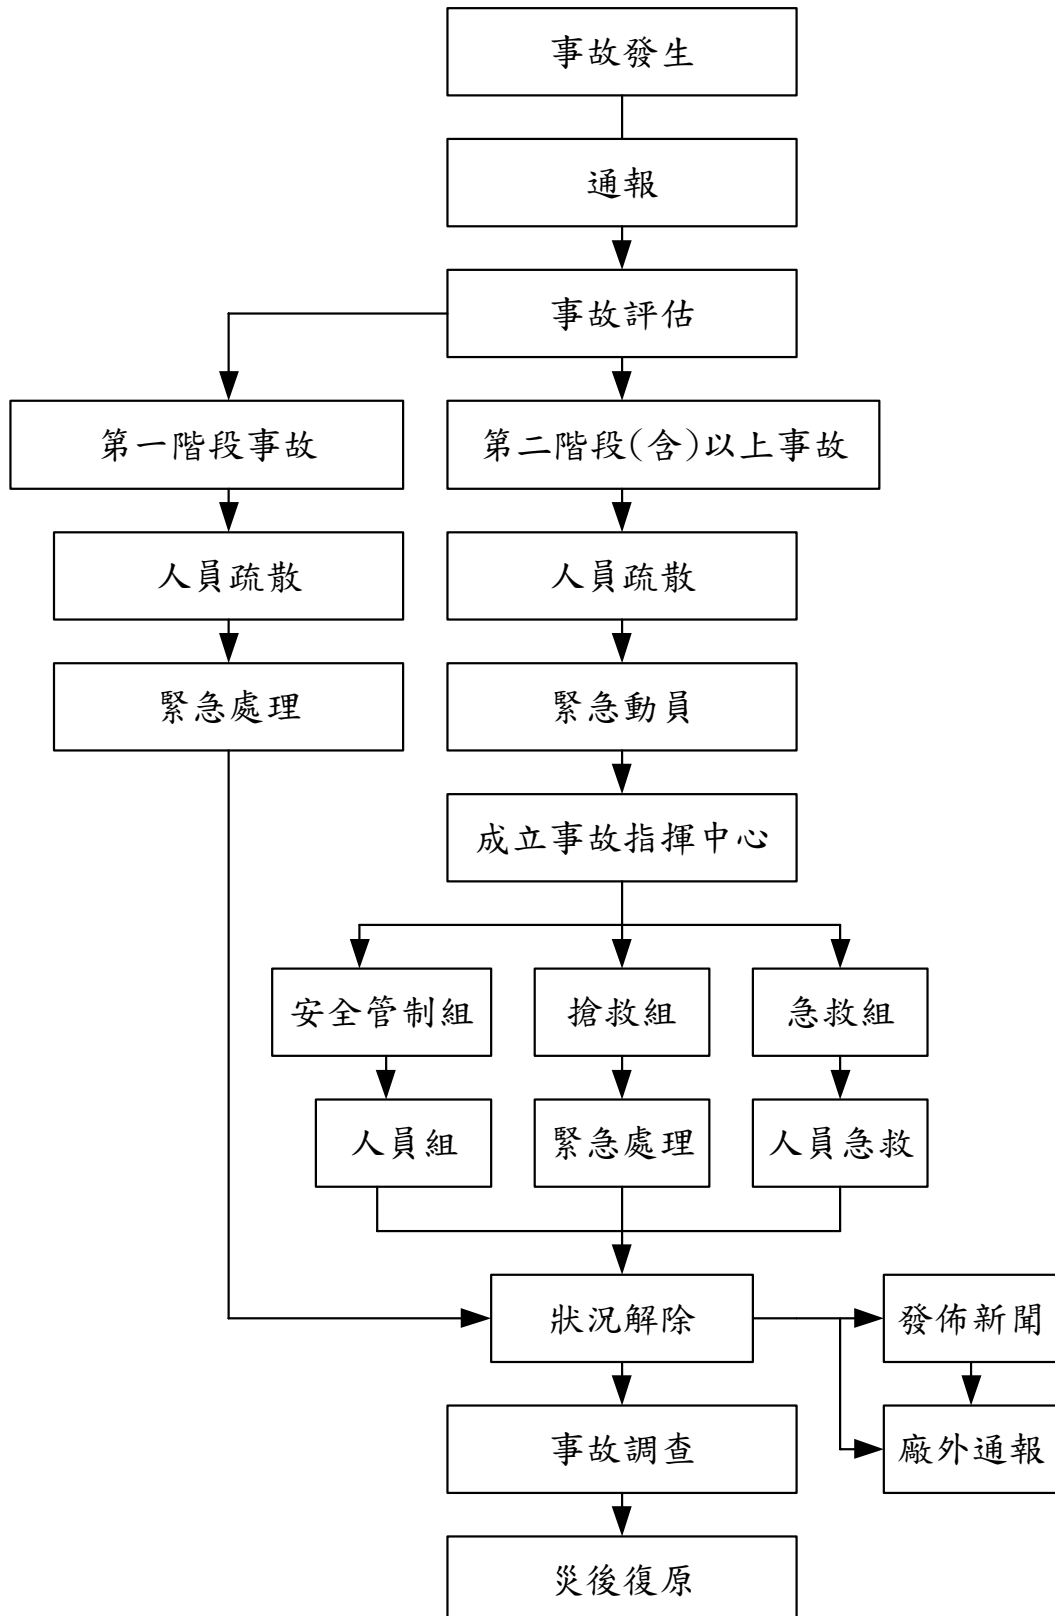 事故發生
通報
事故評估
第一階段事故
第二階段(含)以上事故
人員疏散
人員疏散
緊急處理
緊急動員
成立事故指揮中心
安全管制組
搶救組
急救組
人員組
緊急處理
人員急救
狀況解除
發佈新聞
事故調查
廠外通報
災後復原